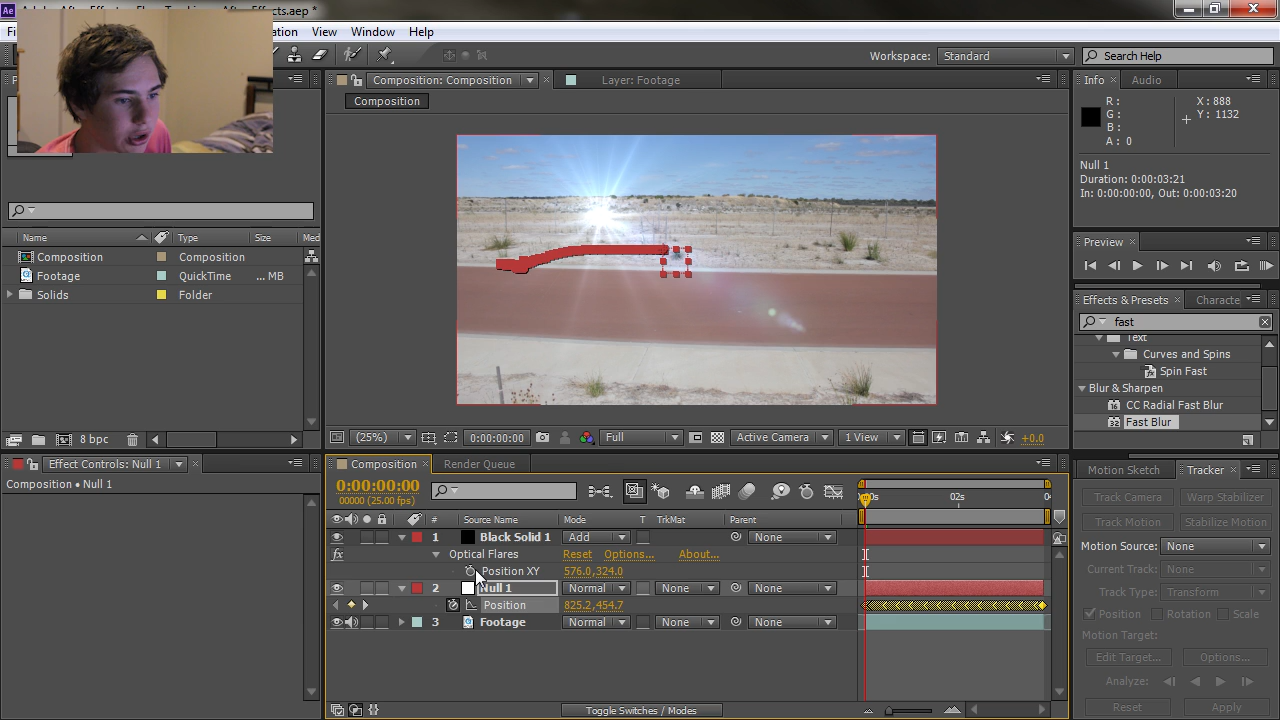 Effects.aep *
View Window Help
Workspace: Standard Search Help
Composition: Composition Layer: Footage Info Audio
Composition
R : X : 888
G : Y : 1132
B :
A : 0
Null 1
Duration: 0:00:03:21
In: 0:00:00:00, Out: 0:00:03:20
Name Type Size Med
Composition Composition
Footage QuickTime ... MB
Solids Folder
Preview
Effects & Presets Characte
fast
Text
Curves and Spins
Spin Fast
Blur & Sharpen
CC Radial Fast Blur
Fast Blur
8 bpc (25%) 0:00:00:00 Full Active Camera 1 View +0.0
Effect Controls: Null 1 Composition Render Queue Motion Sketch Tracker
Composition • Null 1
0:00:00:00
00000 (25.00 fps)
02s
# Source Name Mode T TrkMat Parent
1 Black Solid 1 Add None
Optical Flares Reset Options... About...
Position XY 576.0,324.0
2 Null 1 Normal None None
Position 825.2,454.7
3 Footage Normal None None
Toggle Switches / Modes
Track Camera Warp Stabilizer
Track Motion Stabilize Motion
Motion Source: None
Current Track: None
Track Type: Transform
Position Rotation Scale
Motion Target:
Edit Target... Options...
Analyze:
Reset Apply